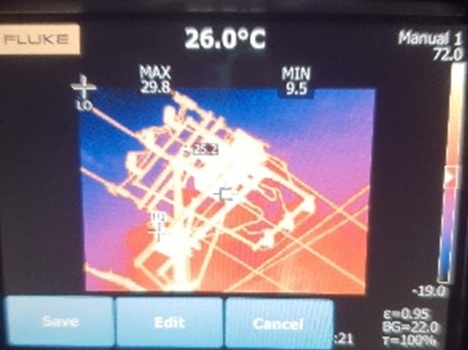 FLUKE
26.0°C
Manual 1
72.0
MAX
29.8
MIN
9.5
LO
25.2
HI
-19.0
Save
Edit
Cancel
:21
ε=0.95
BG=22.0
τ=100%